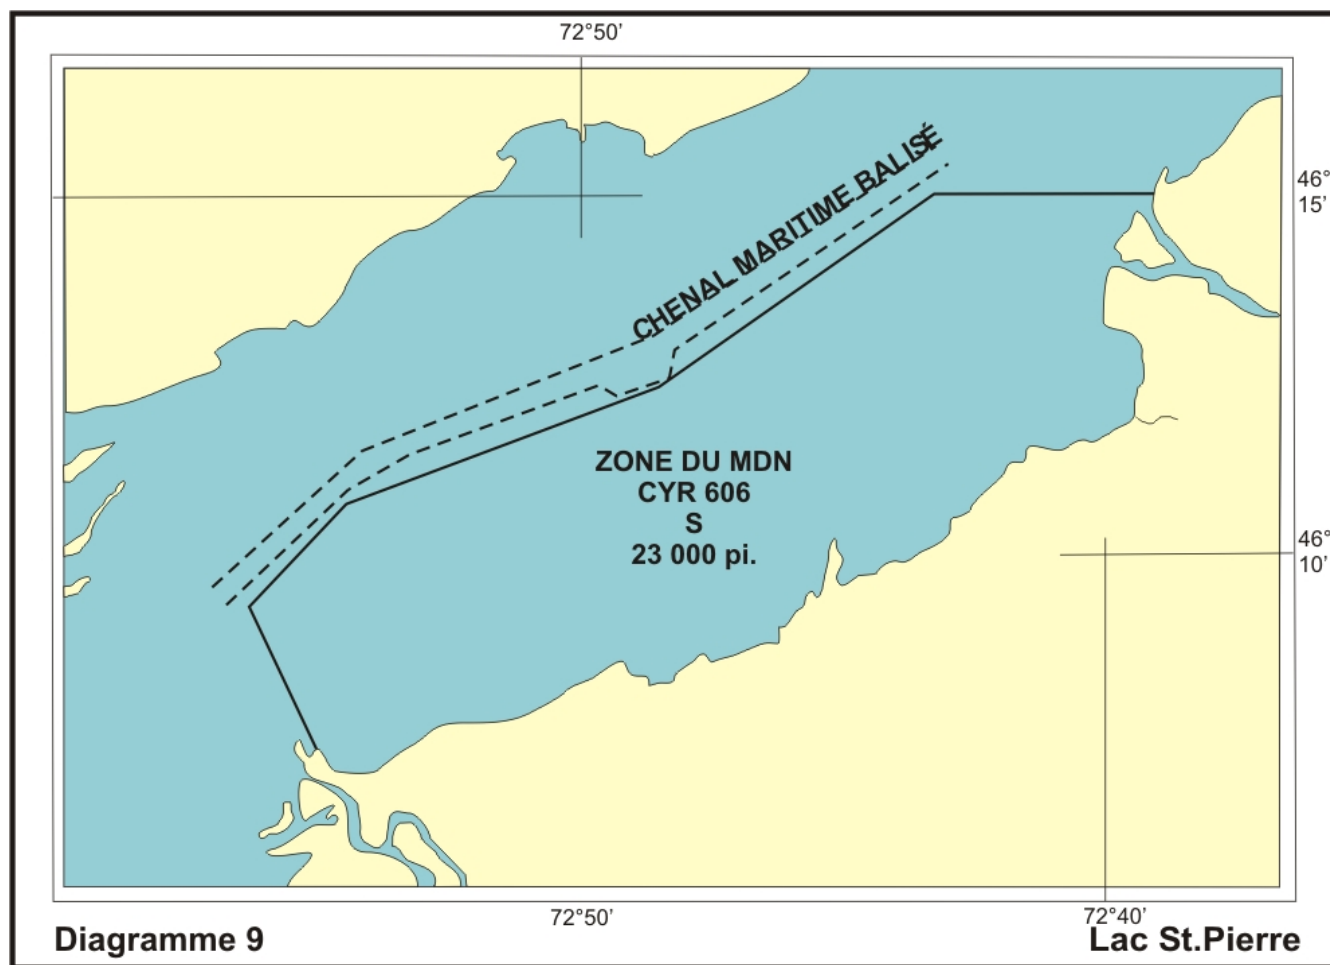 72°50'
46°
15'
CHENAL MARITIME BALISÉ
ZONE DU MDN
CYR 606
S
23 000 pi.
46°
10'
72°50'
72°40'
Diagramme 9
Lac St.Pierre